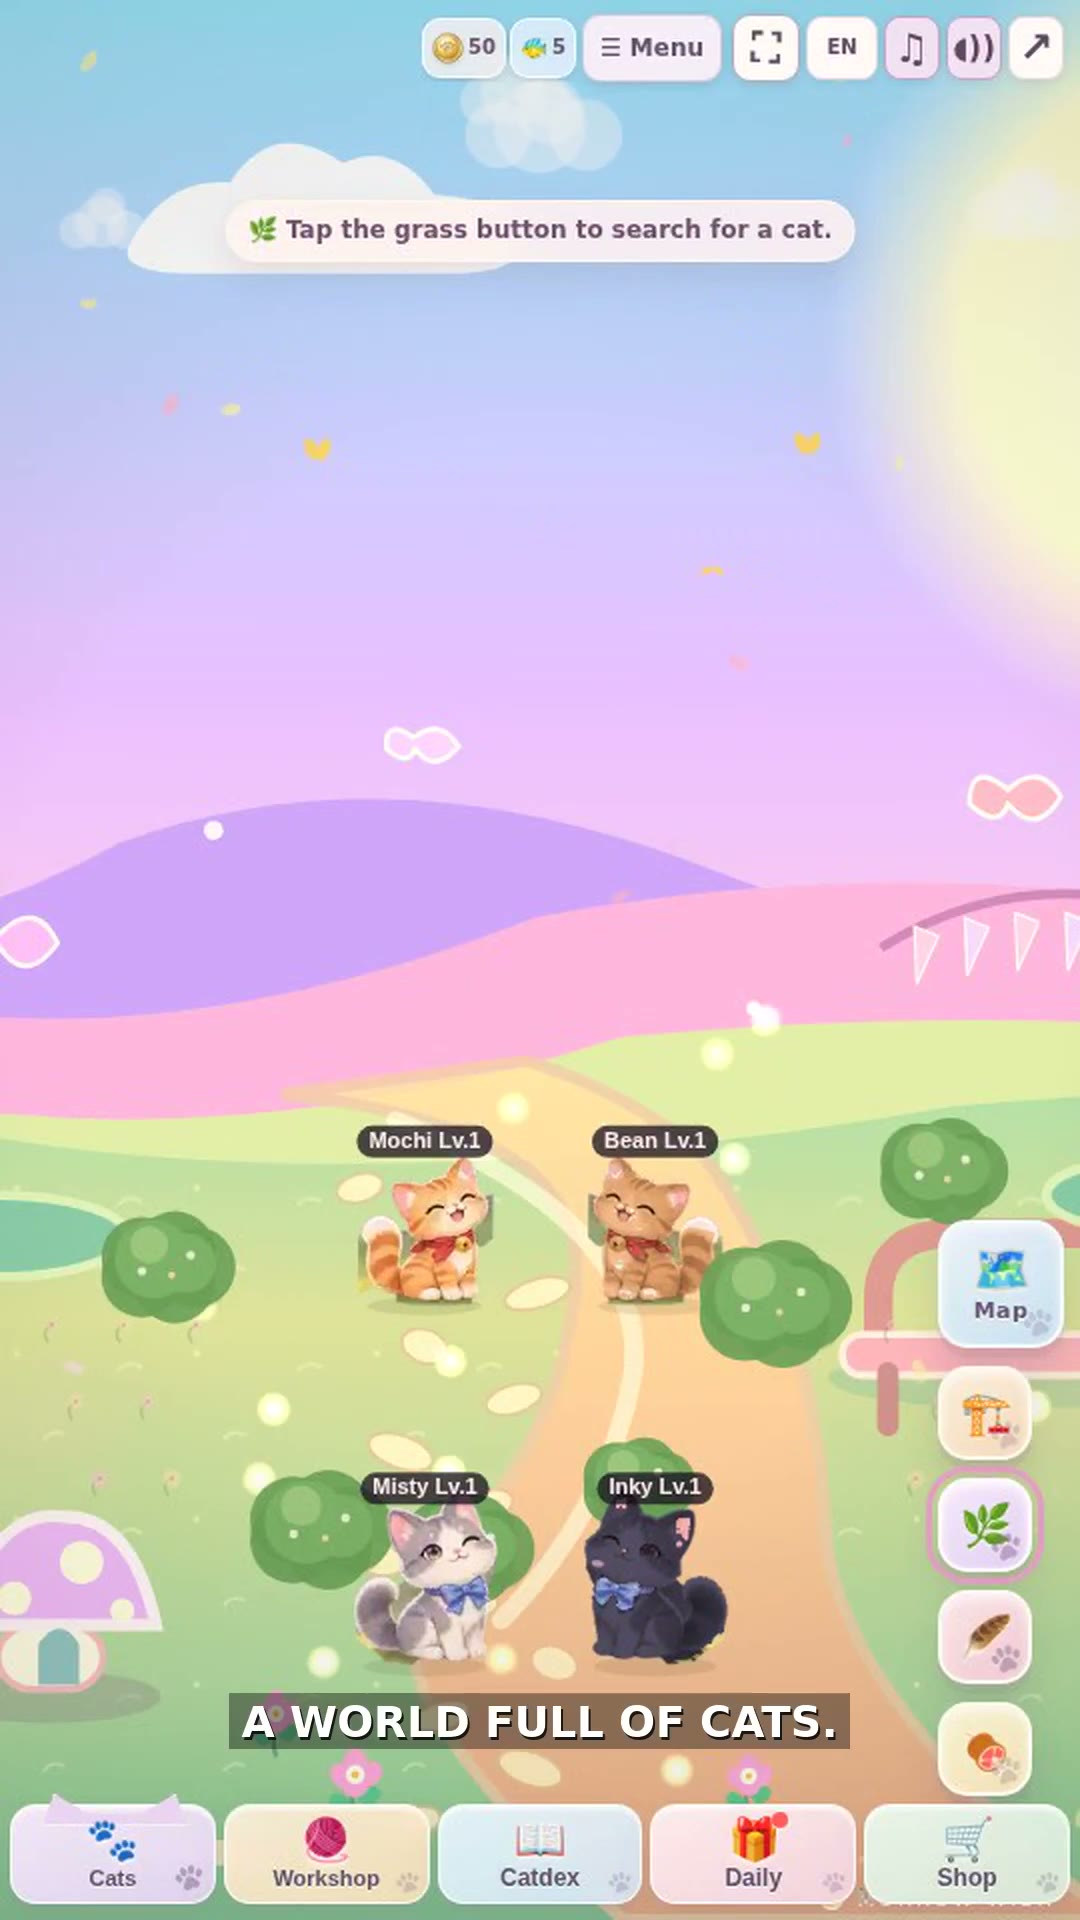 50
5
☰ Menu
EN
Tap the grass button to search for a cat.
Mochi Lv.1
Bean Lv.1
Map
Misty Lv.1
Inky Lv.1
A WORLD FULL OF CATS.
Cats
Workshop
Catdex
Daily
Shop